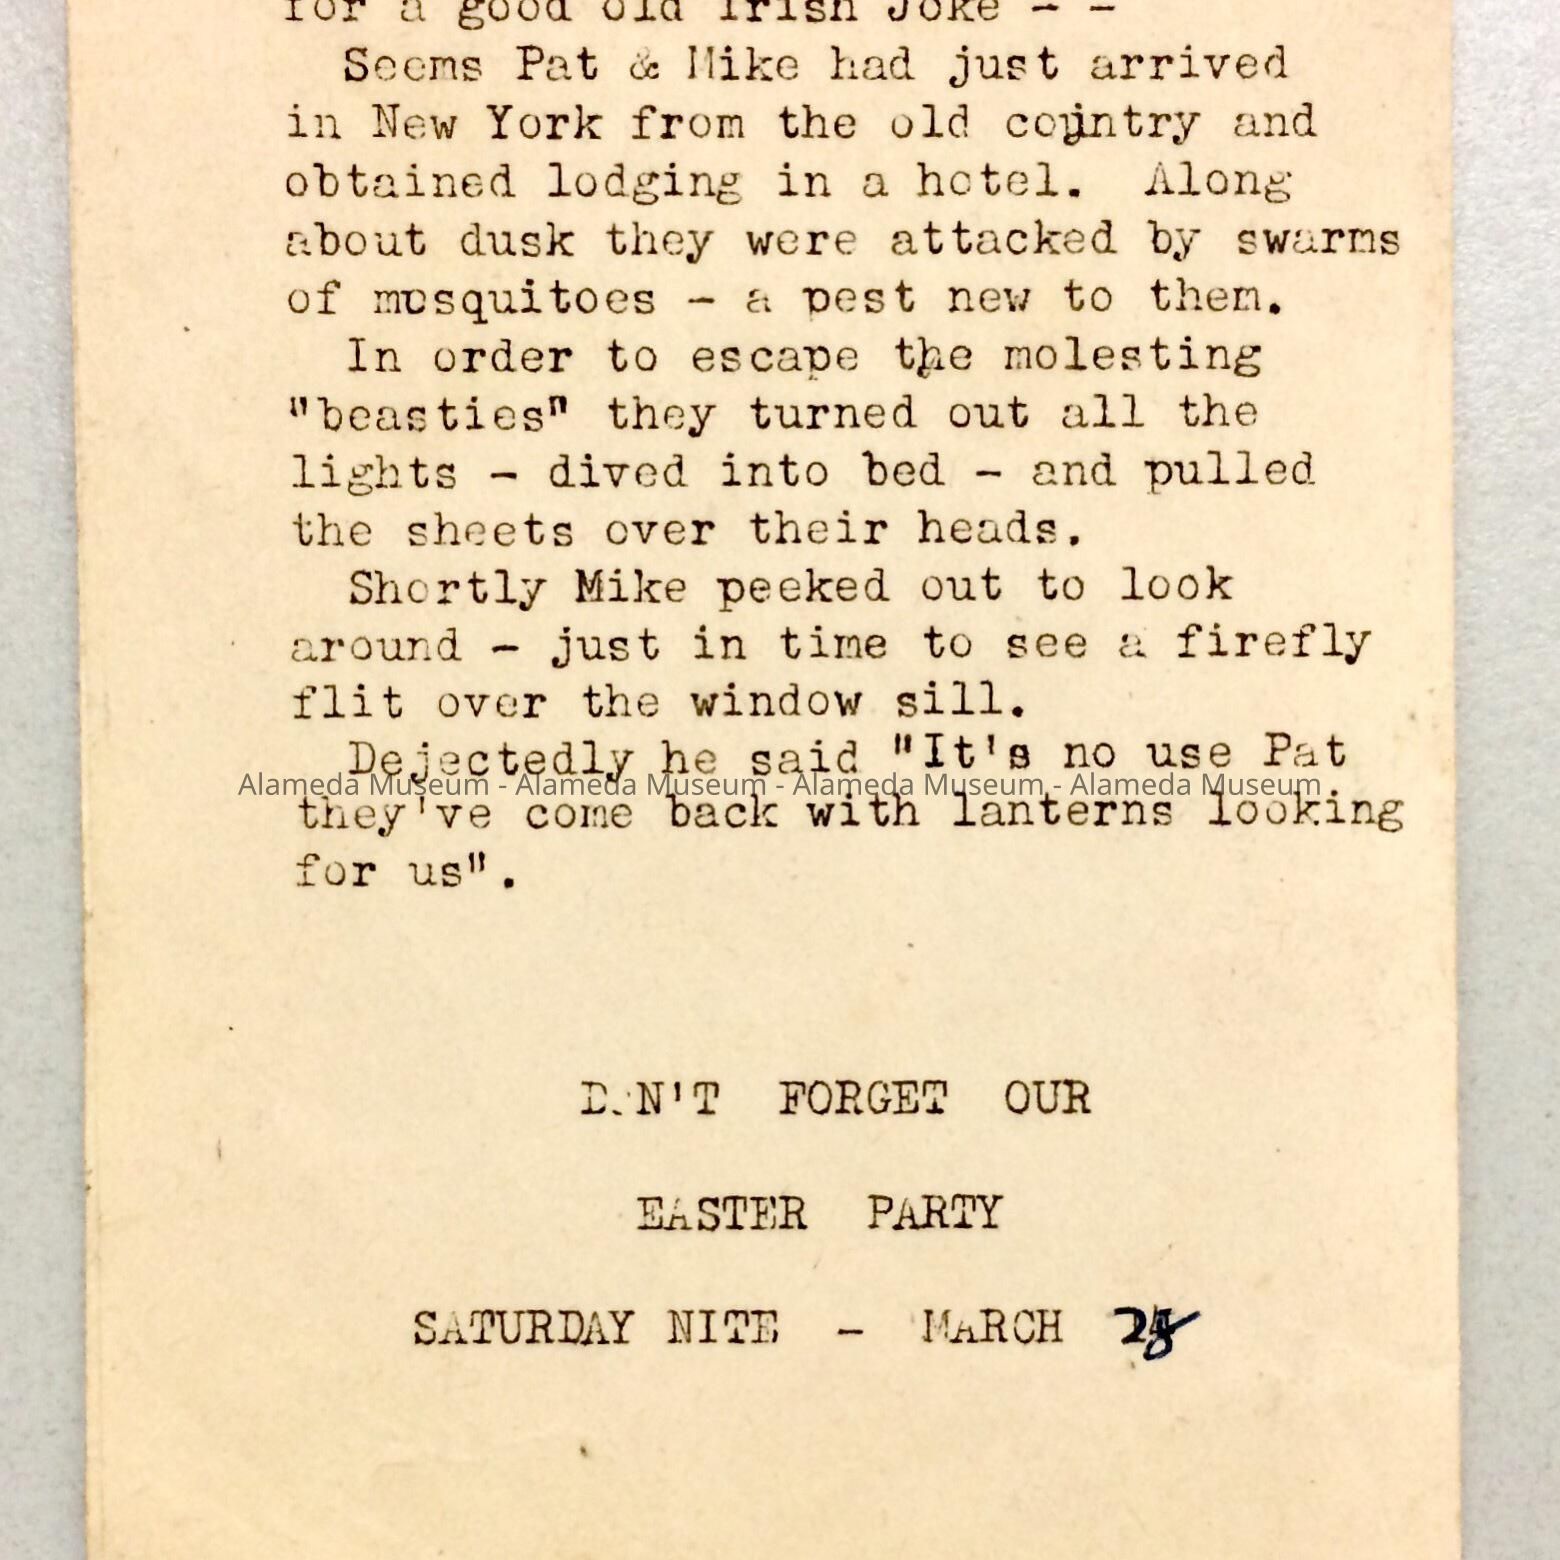 for a good old Irish Joke - -
Seems Pat & Mike had just arrived
in New York from the old country and
obtained lodging in a hotel. Along
about dusk they were attacked by swarms
of mosquitoes - a pest new to them.
In order to escape the molesting
"beasties" they turned out all the
lights - dived into bed - and pulled
the sheets over their heads.
Shortly Mike peeked out to look
around - just in time to see a firefly
flit over the window sill.
Dejectedly he said "It's no use Pat
Alameda Museum - Alameda Museum - Alameda Museum - Alameda Museum
they've come back with lanterns looking
for us".
DON'T FORGET OUR
EASTER PARTY
SATURDAY NITE - MARCH